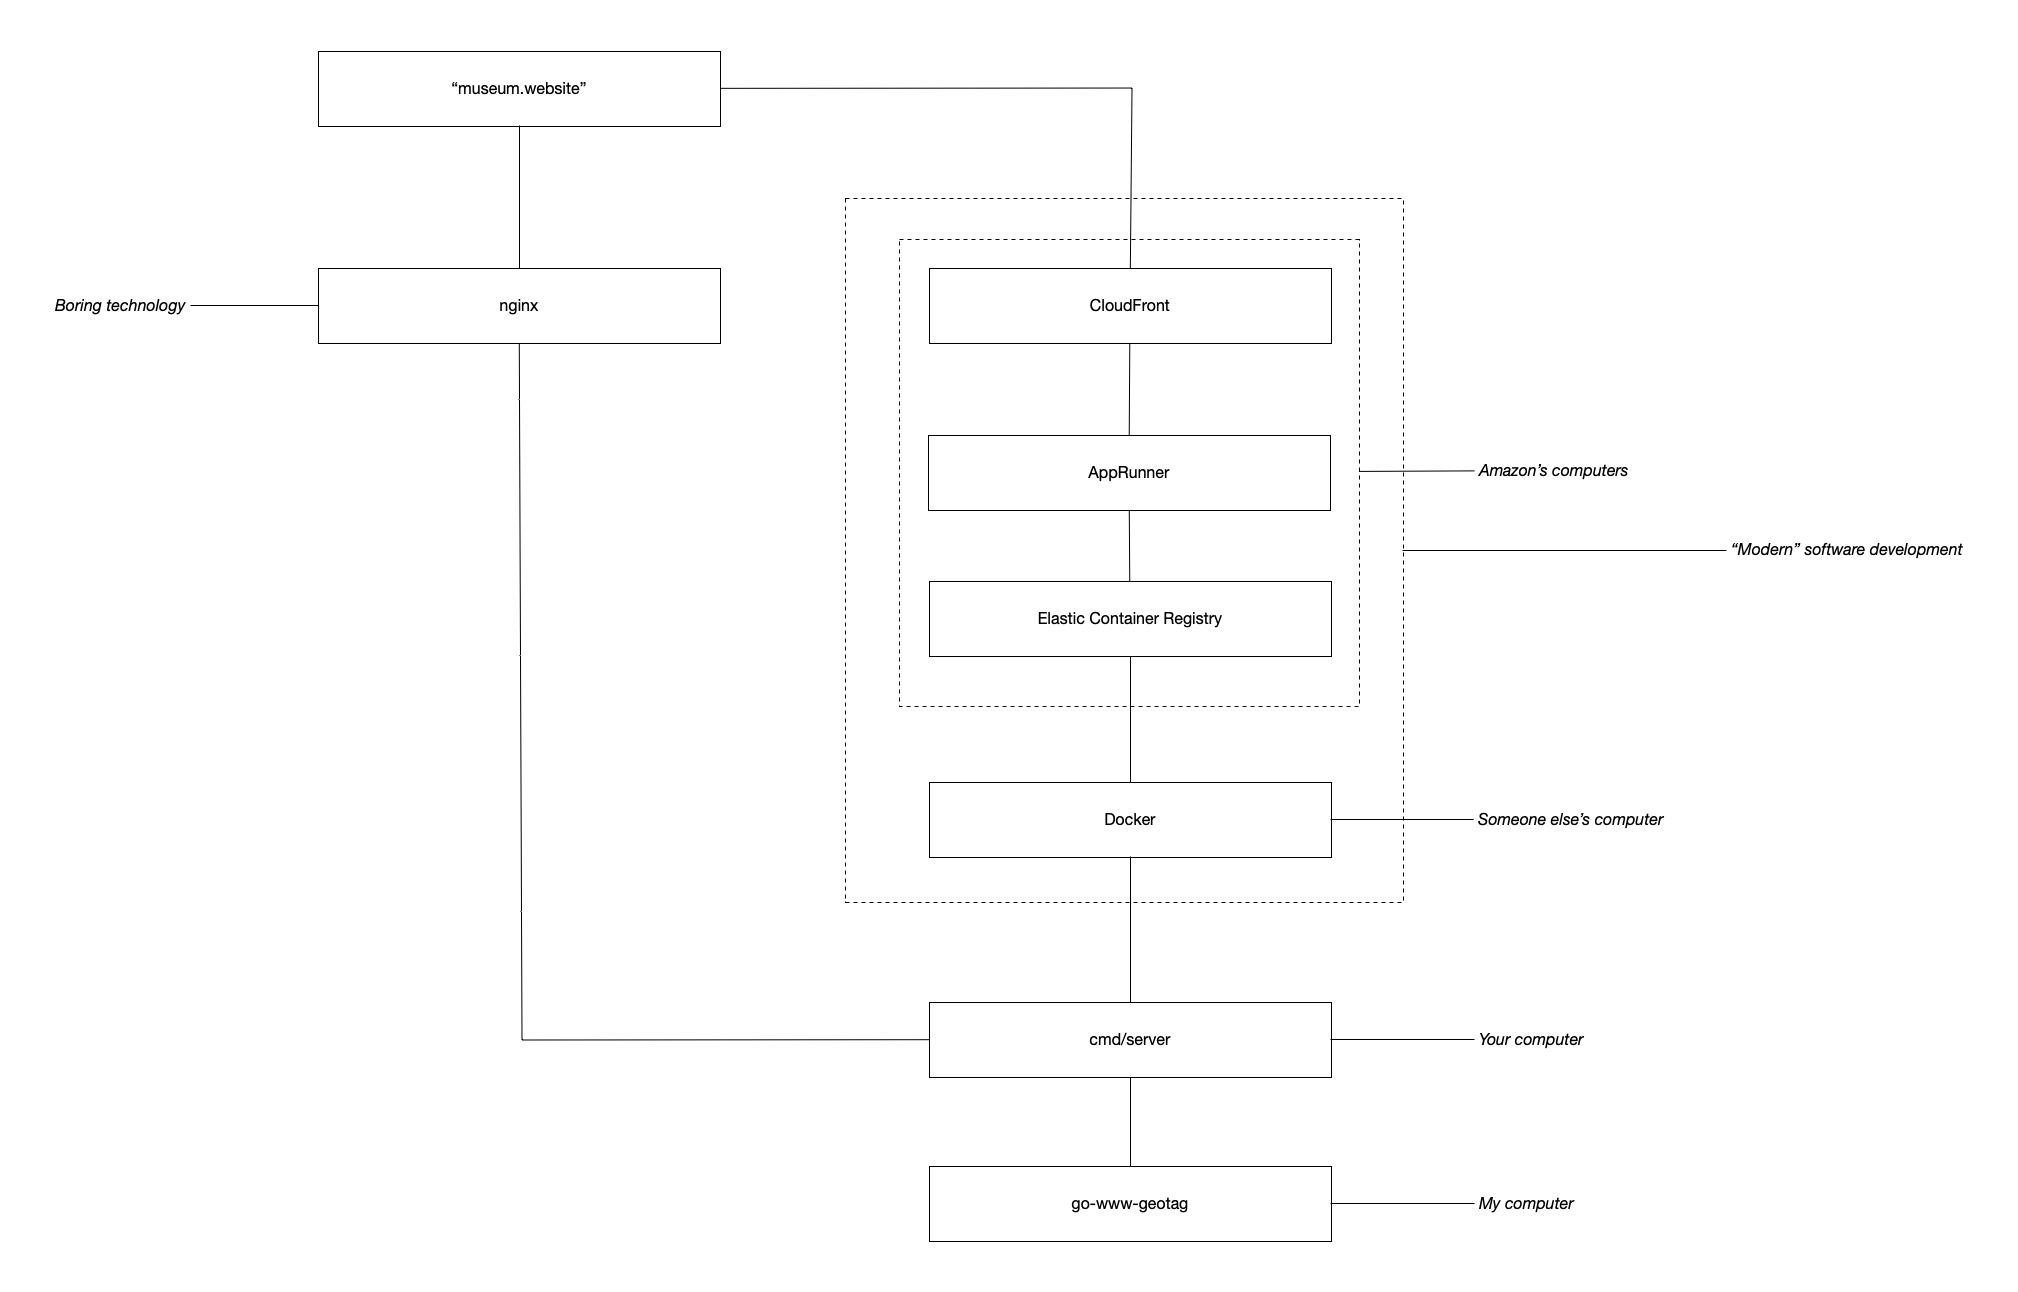 “museum.website”
Boring technology
nginx
CloudFront
AppRunner
Amazon’s computers
“Modern” software development
Elastic Container Registry
Docker
Someone else’s computer
cmd/server
Your computer
go-www-geotag
My computer